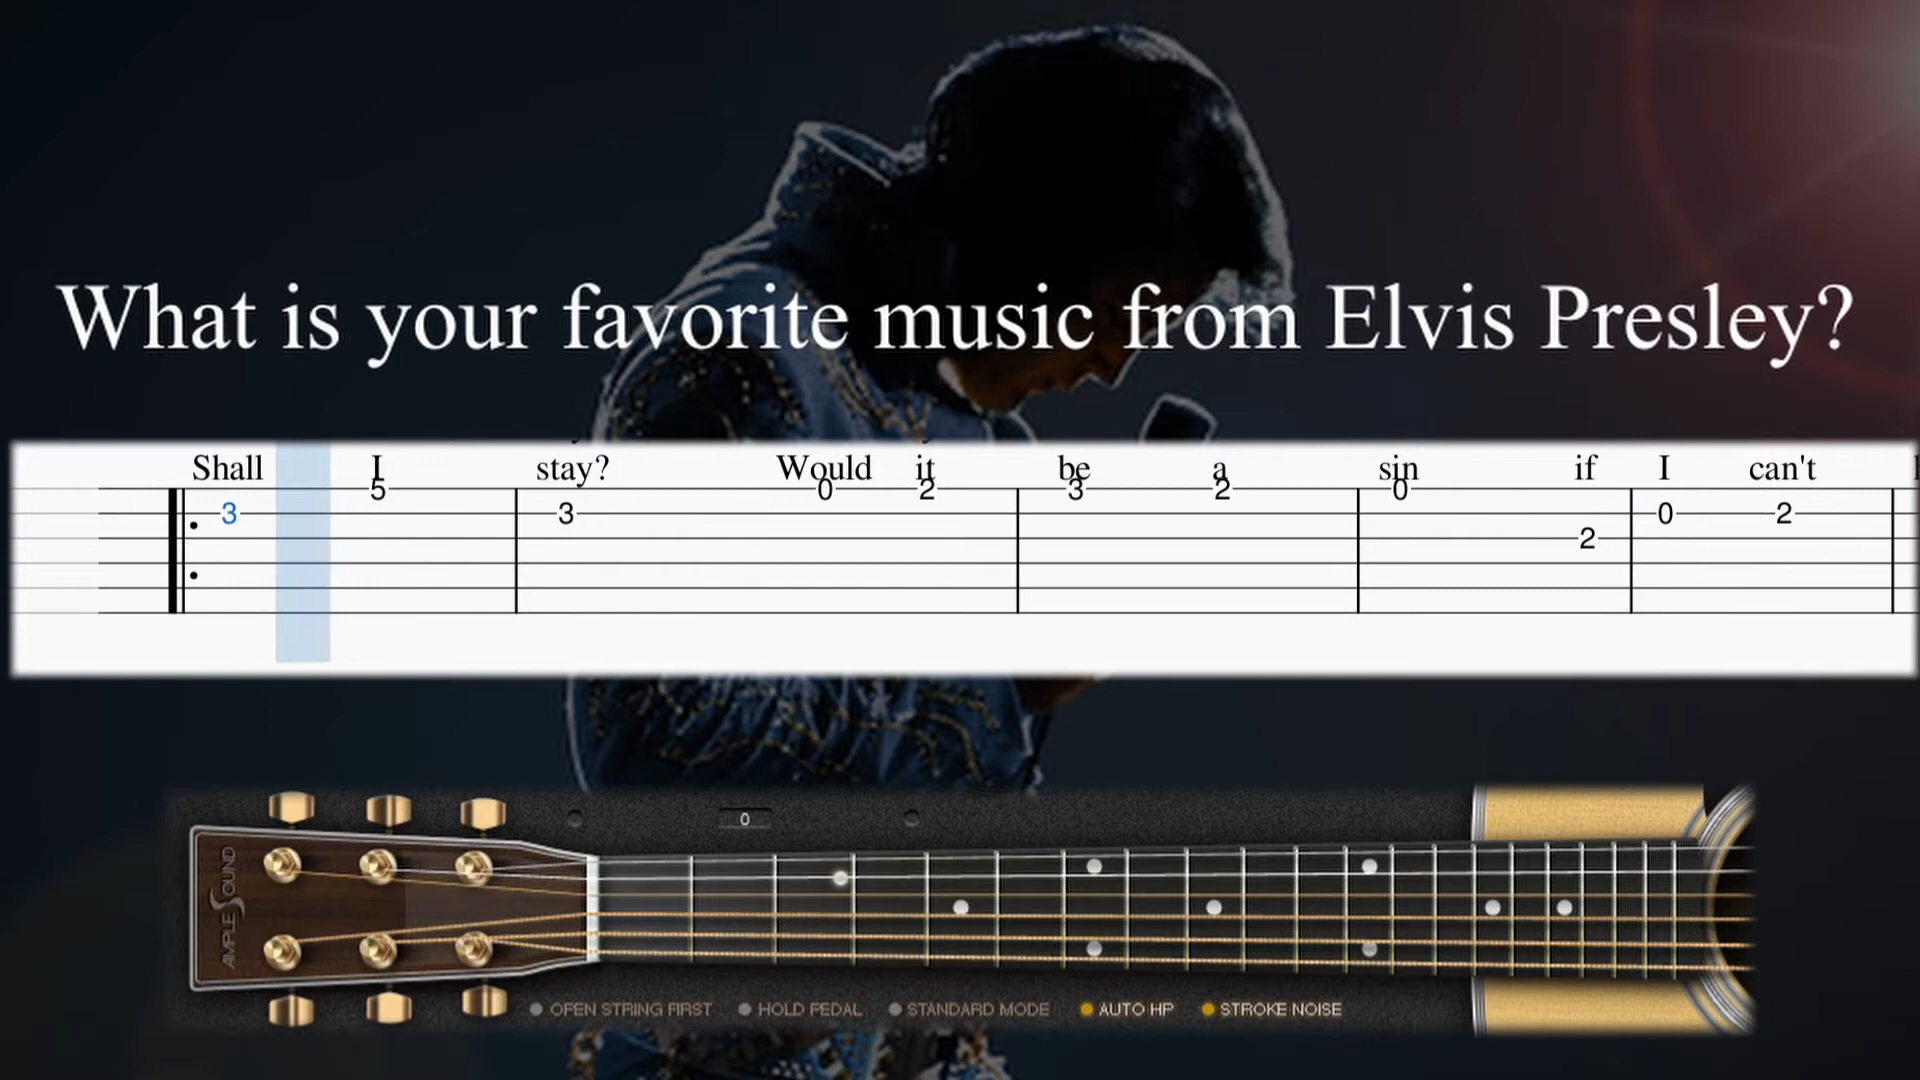 What is your favorite music from Elvis Presley?
Shall I stay? Would it be a sin if I can't
5 0 2 3 2 0
3 3 0 2
2
0
AMPLE SOUND
OPEN STRING FIRST HOLD PEDAL STANDARD MODE AUTO HP STROKE NOISE